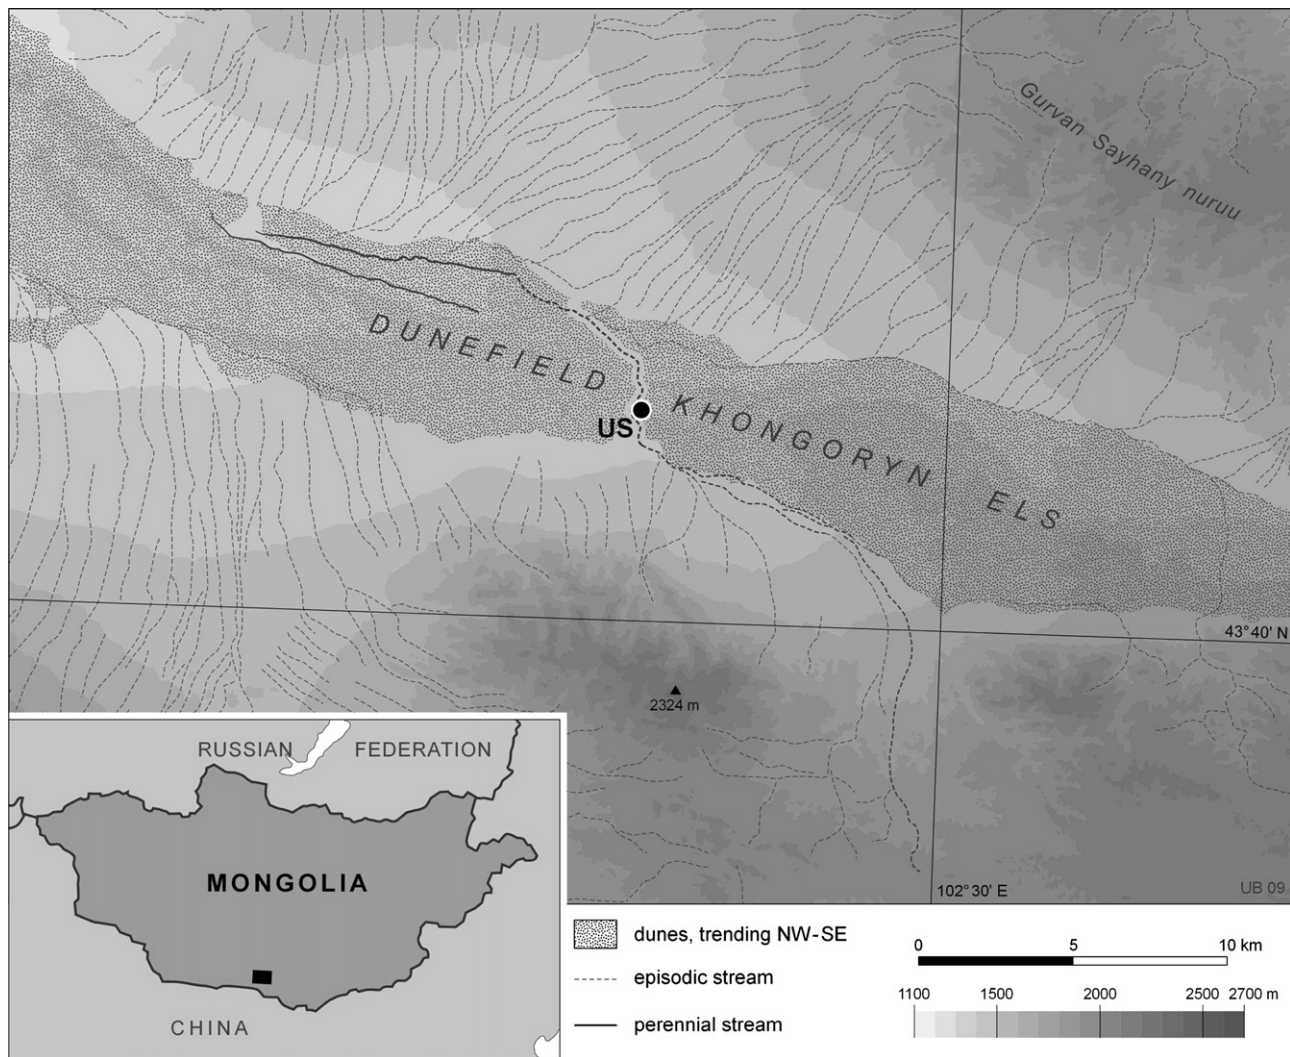 Gurvan Sayhany nuruu
DUNEFIELD KHONGORYN ELS
US
43°40' N
2324 m
102°30' E
UB 09
RUSSIAN FEDERATION
MONGOLIA
CHINA
dunes, trending NW-SE
episodic stream
perennial stream
0 5 10 km
1100 1500 2000 2500 2700 m